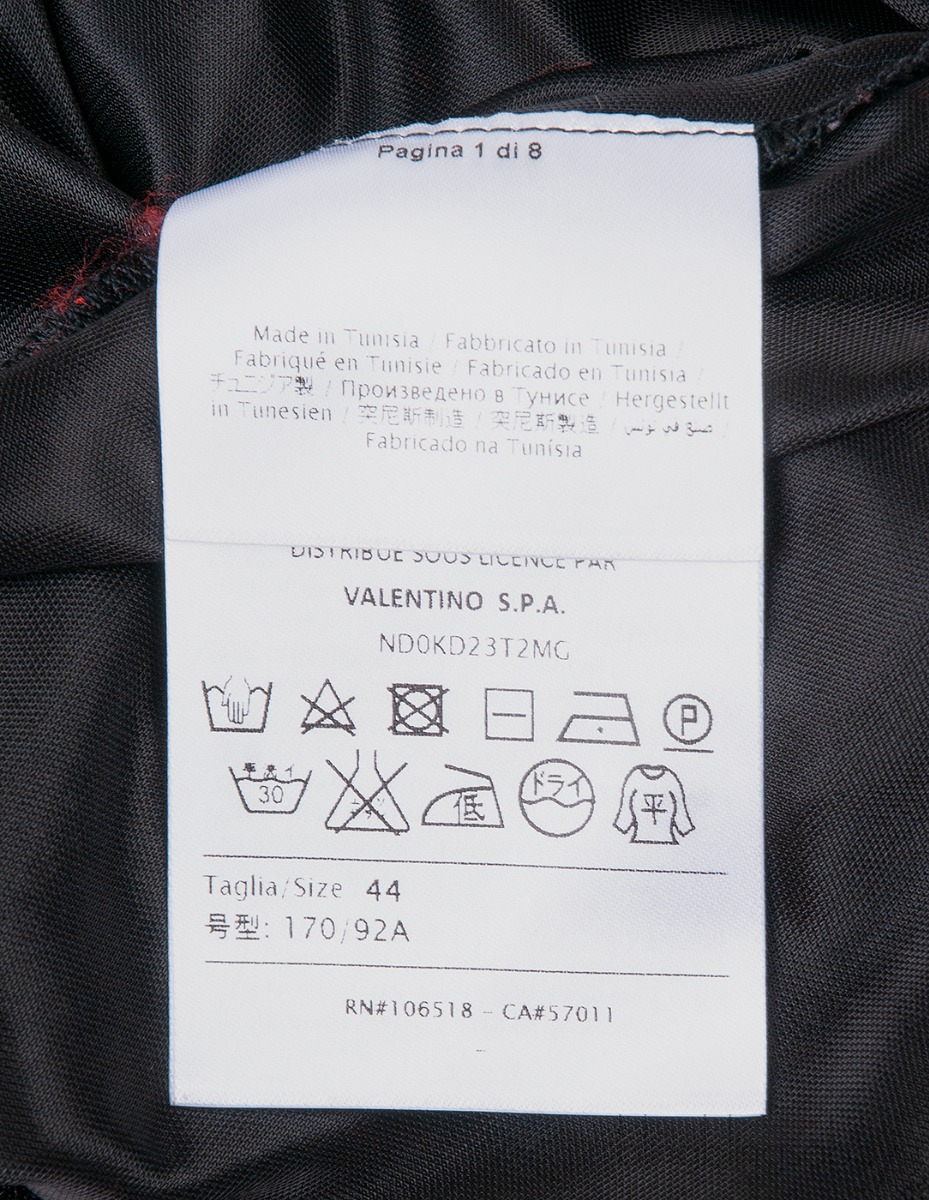 Pagina 1 di 8
Made in Tunisia / Fabbricato in Tunisia /
Fabriqué en Tunisie / Fabricado en Tunisia /
チュニジア製 / Произведено в Тунисе / Hergestellt
in Tunesien / 突尼斯制造 / 突尼斯製造 / صنع في تونس /
Fabricado na Tunísia
DISTRIBUE SOUS LICENCE PAR
VALENTINO S.P.A.
ND0KD23T2MG
P
30 低 ドライ 平
Taglia/Size 44
号型: 170/92A
RN#106518 - CA#57011